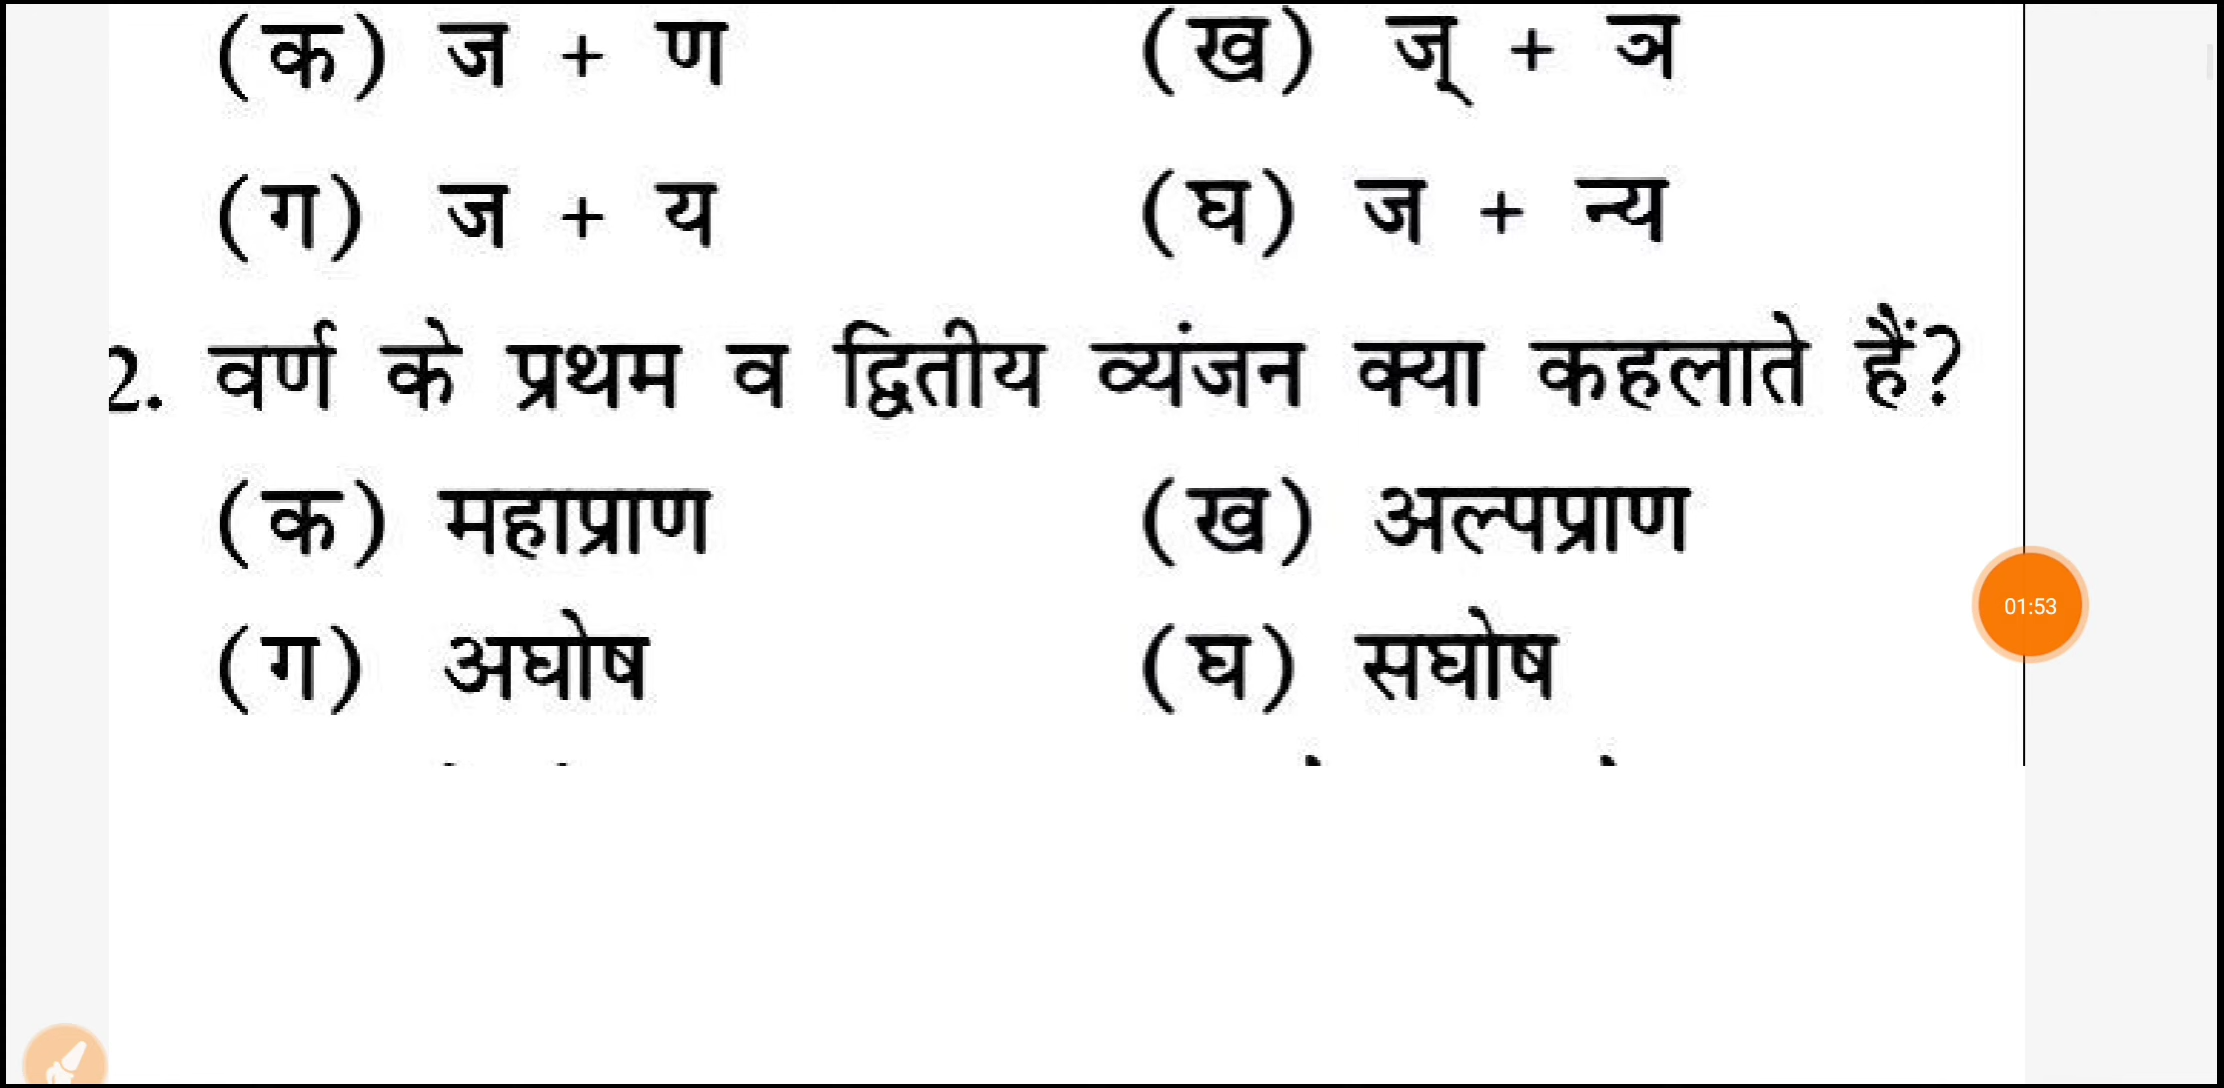 (क) ज + ण (ख) ज् + ञ
(ग) ज + य (घ) ज + न्य
2. वर्ण के प्रथम व द्वितीय व्यंजन क्या कहलाते हैं?
(क) महाप्राण (ख) अल्पप्राण
(ग) अघोष (घ) सघोष
01:53